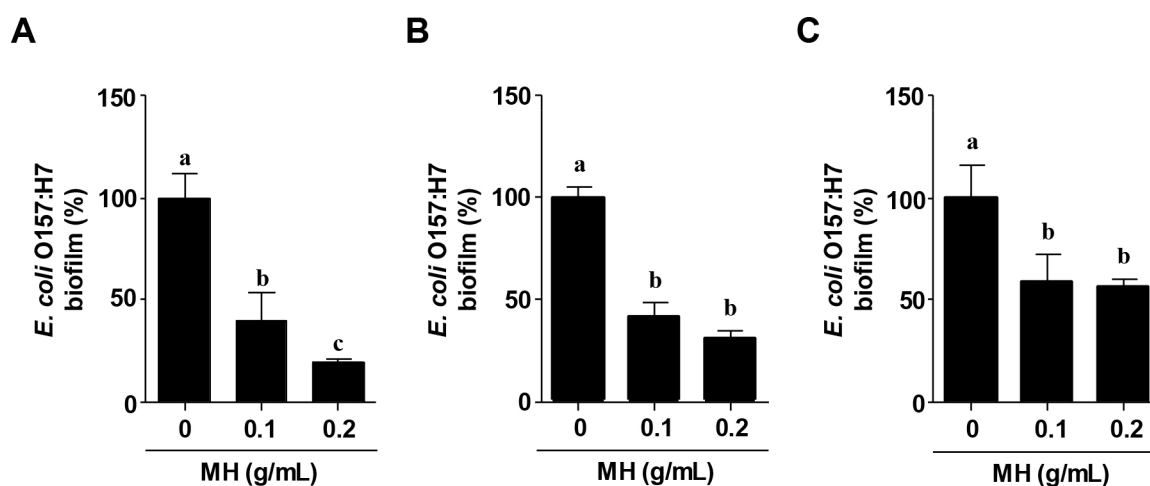 A
E. coli O157:H7
biofilm (%)
150
100
50
0
a
b
c
0 0.1 0.2
MH (g/mL)
B
E. coli O157:H7
biofilm (%)
150
100
50
0
a
b
b
0 0.1 0.2
MH (g/mL)
C
E. coli O157:H7
biofilm (%)
150
100
50
0
a
b
b
0 0.1 0.2
MH (g/mL)